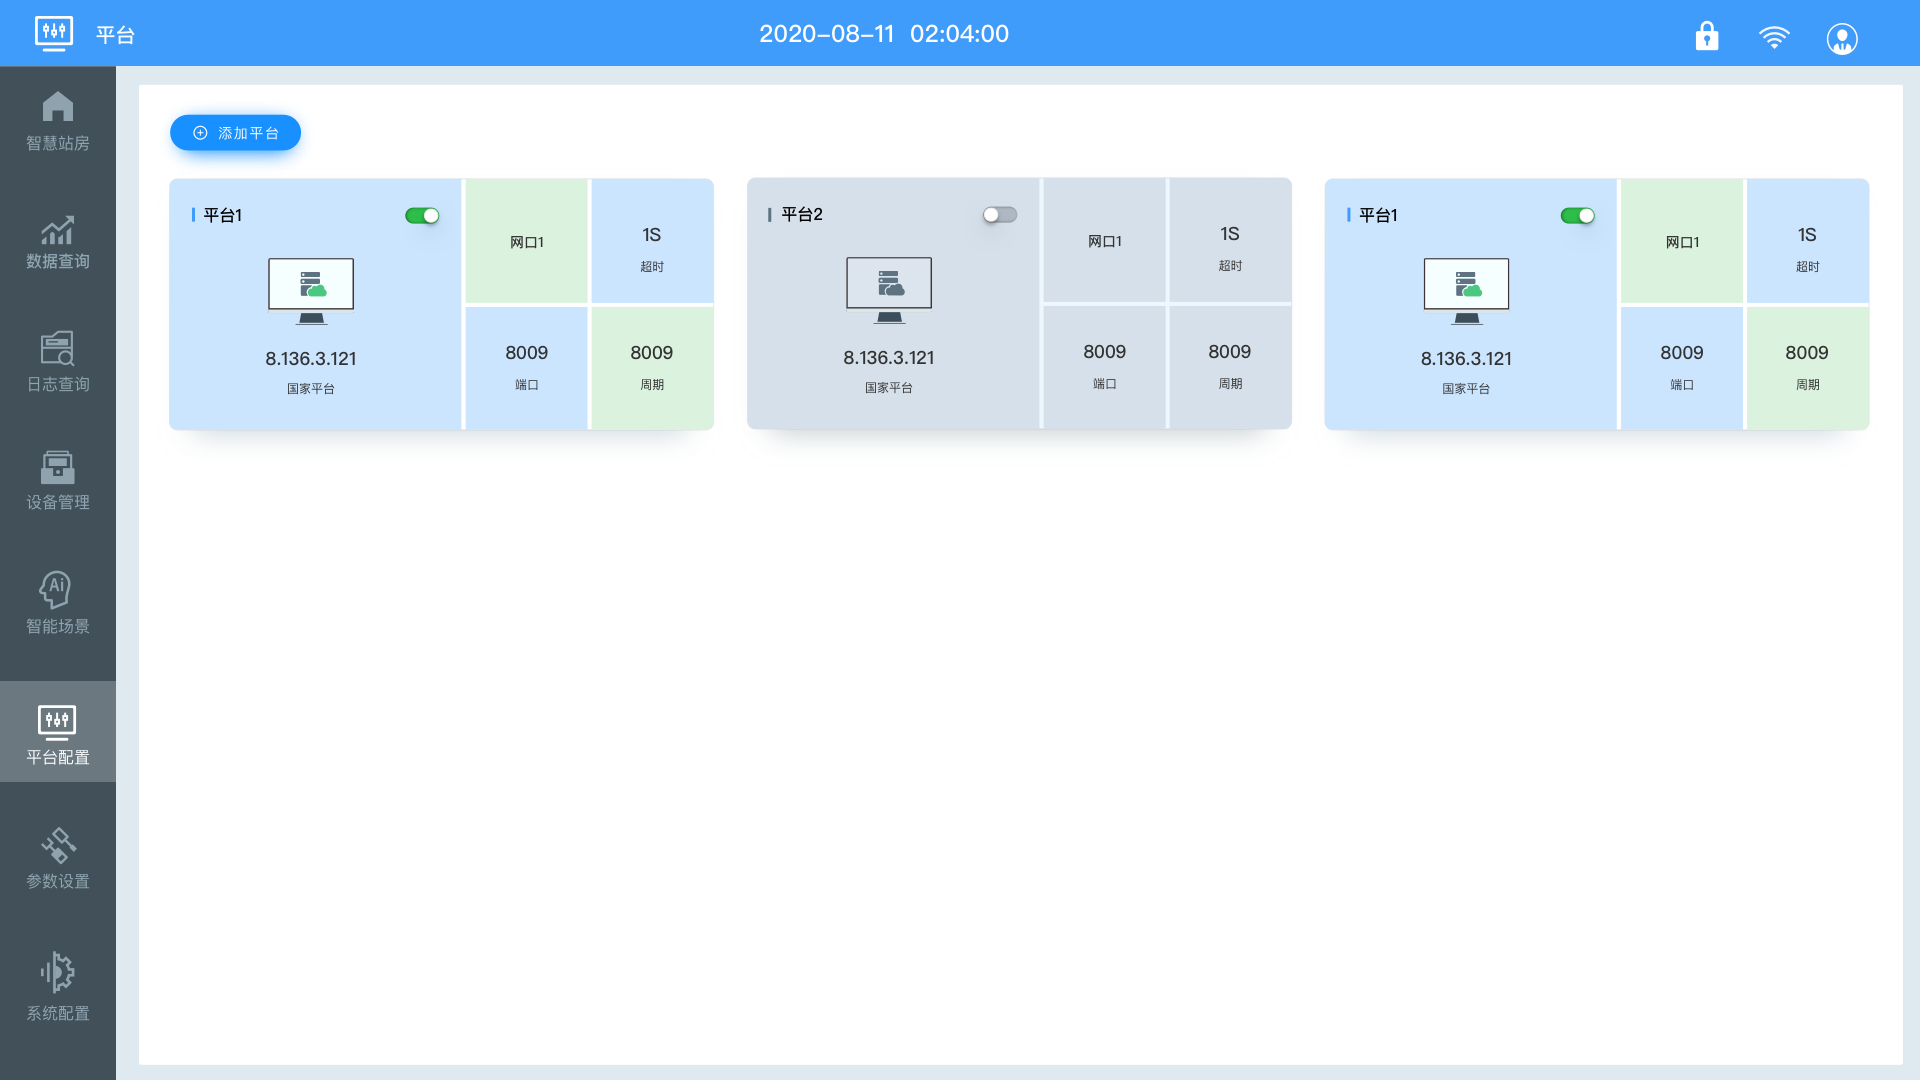 平台
2020-08-11 02:04:00
智慧站房
数据查询
日志查询
设备管理
Ai
智能场景
平台配置
参数设置
系统配置
添加平台
平台1
8.136.3.121
国家平台
网口1
1S
超时
8009
端口
8009
周期
平台2
8.136.3.121
国家平台
网口1
1S
超时
8009
端口
8009
周期
平台1
8.136.3.121
国家平台
网口1
1S
超时
8009
端口
8009
周期